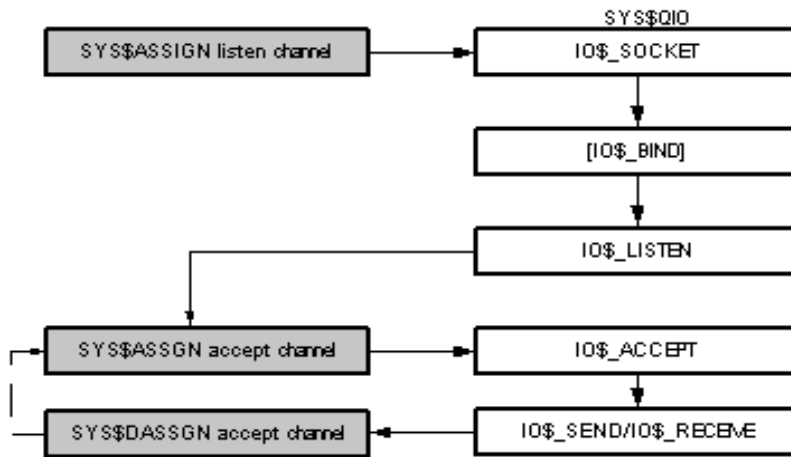 SYS$QIO
SYS$ASSIGN listen channel
IO$_SOCKET
[IO$_BIND]
IO$_LISTEN
SYS$ASSGN accept channel
IO$_ACCEPT
SYS$DASSGN accept channel
IO$_SEND/IO$_RECEIVE